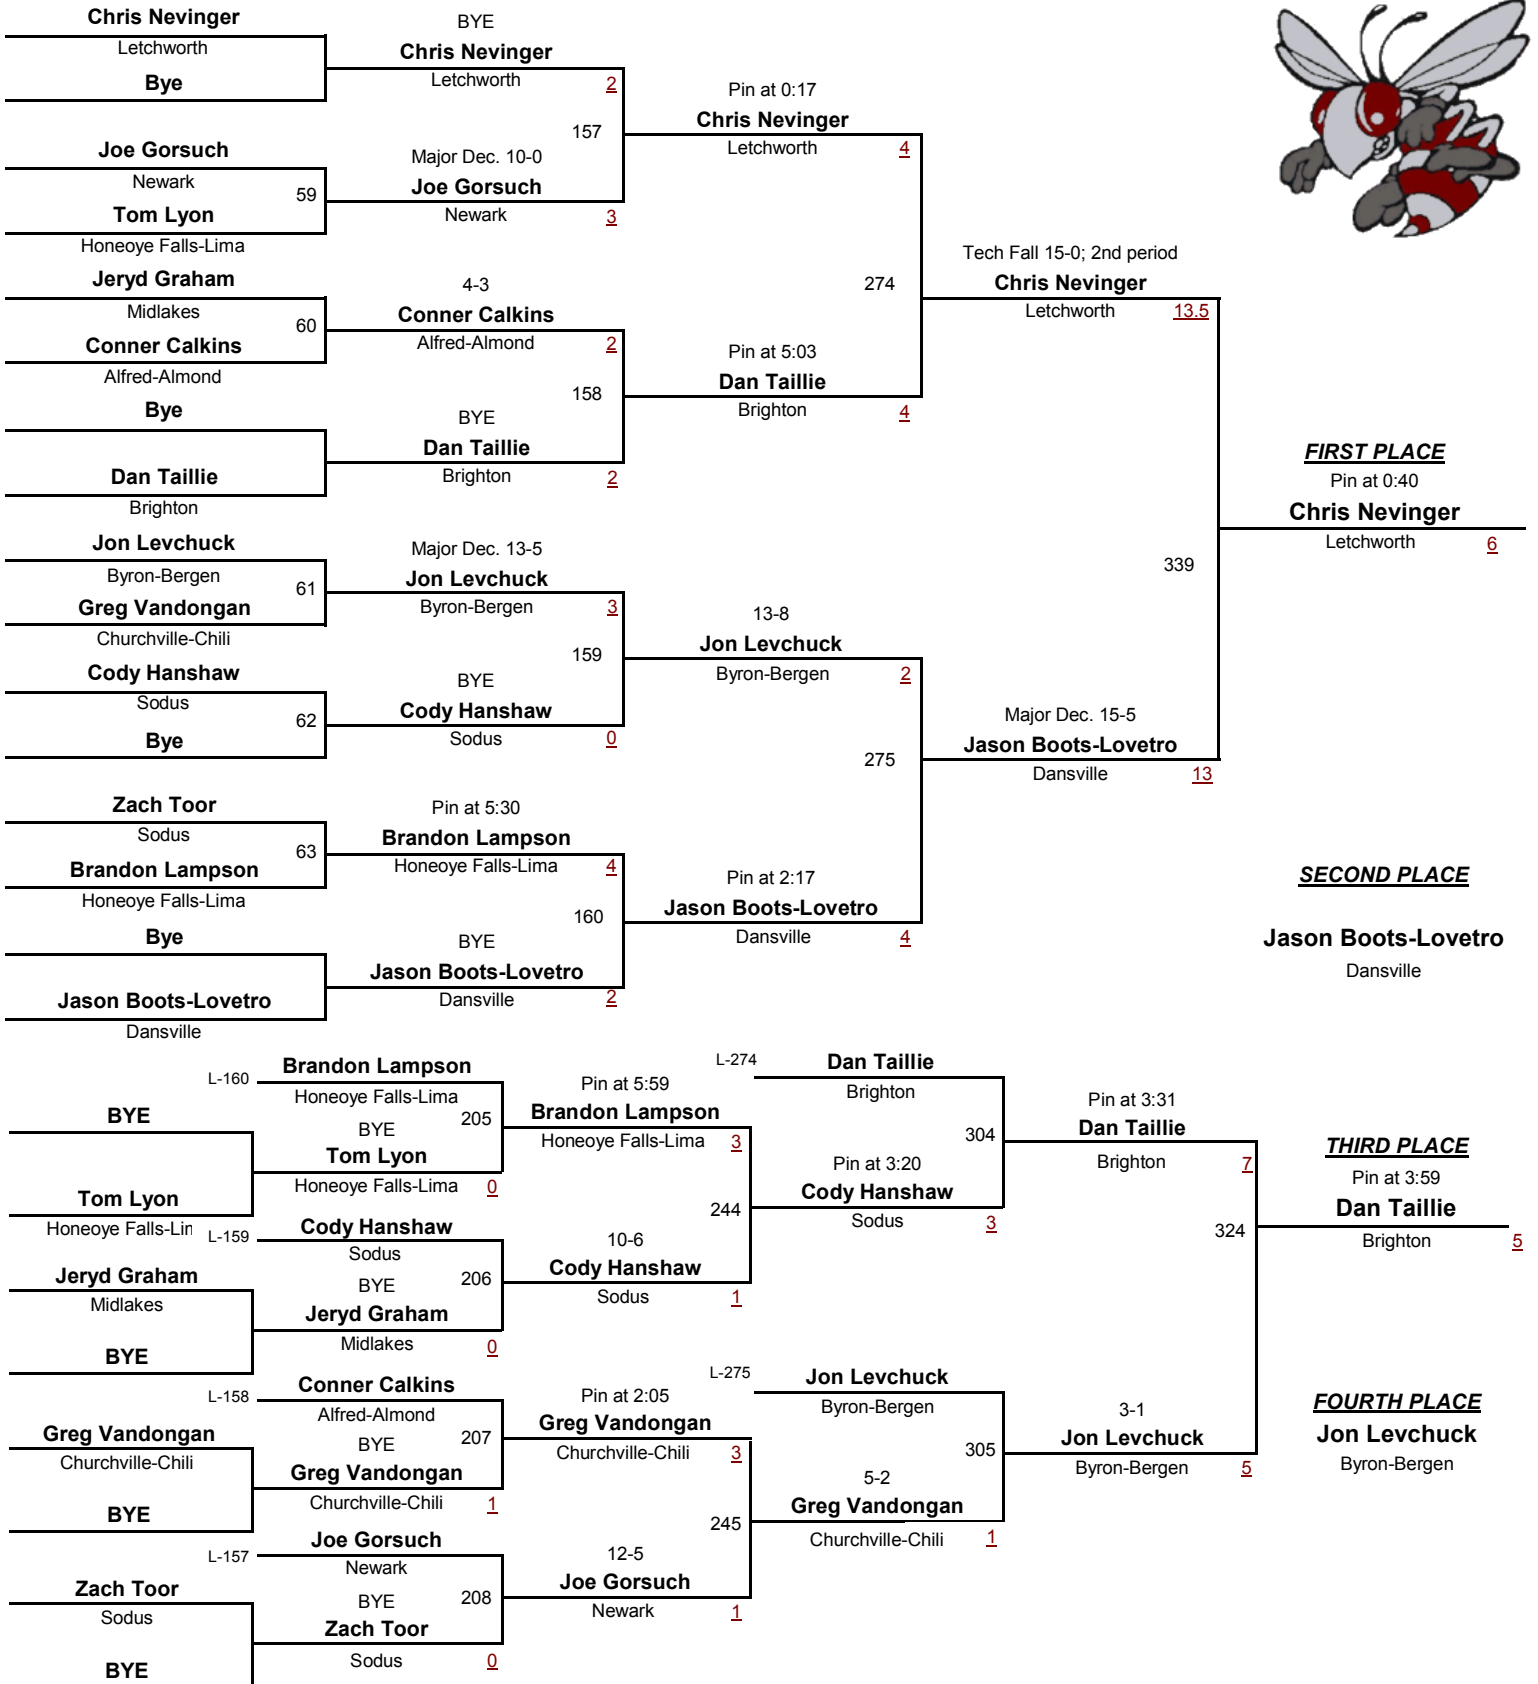 Chris Nevinger
Letchworth
Bye
Joe Gorsuch
Newark
59
Tom Lyon
Honeoye Falls-Lima
Jeryd Graham
Midlakes
60
Conner Calkins
Alfred-Almond
Bye
Dan Taillie
Brighton
Jon Levchuck
Byron-Bergen
61
Greg Vandongan
Churchville-Chili
Cody Hanshaw
Sodus
62
Bye
Zach Toor
Sodus
63
Brandon Lampson
Honeoye Falls-Lima
Bye
Jason Boots-Lovetro
Dansville
BYE
Chris Nevinger
Letchworth 2
157
Major Dec. 10-0
Joe Gorsuch
Newark 3
4-3
Conner Calkins
Alfred-Almond 2
158
BYE
Dan Taillie
Brighton 2
Major Dec. 13-5
Jon Levchuck
Byron-Bergen 3
159
BYE
Cody Hanshaw
Sodus 0
Pin at 5:30
Brandon Lampson
Honeoye Falls-Lima 4
160
BYE
Jason Boots-Lovetro
Dansville 2
Pin at 0:17
Chris Nevinger
Letchworth 4
274
Pin at 5:03
Dan Taillie
Brighton 4
13-8
Jon Levchuck
Byron-Bergen 2
275
Pin at 2:17
Jason Boots-Lovetro
Dansville 4
Tech Fall 15-0; 2nd period
Chris Nevinger
Letchworth 13.5
339
Major Dec. 15-5
Jason Boots-Lovetro
Dansville 13
FIRST PLACE
Pin at 0:40
Chris Nevinger
Letchworth 6
SECOND PLACE
Jason Boots-Lovetro
Dansville
BYE
Tom Lyon
Honeoye Falls-Lin
Jeryd Graham
Midlakes
BYE
Greg Vandongan
Churchville-Chili
BYE
Zach Toor
Sodus
BYE
L-160
Brandon Lampson
Honeoye Falls-Lima
205
BYE
Tom Lyon
Honeoye Falls-Lima 0
L-159
Cody Hanshaw
Sodus
206
BYE
Jeryd Graham
Midlakes 0
L-158
Conner Calkins
Alfred-Almond
207
BYE
Greg Vandongan
Churchville-Chili 1
L-157
Joe Gorsuch
Newark
208
BYE
Zach Toor
Sodus 0
Pin at 5:59
Brandon Lampson
Honeoye Falls-Lima 3
244
10-6
Cody Hanshaw
Sodus 1
Pin at 2:05
Greg Vandongan
Churchville-Chili 3
245
12-5
Joe Gorsuch
Newark 1
L-274
Dan Taillie
Brighton
304
Pin at 3:20
Cody Hanshaw
Sodus 3
L-275
Jon Levchuck
Byron-Bergen
305
5-2
Greg Vandongan
Churchville-Chili 1
Pin at 3:31
Dan Taillie
Brighton 7
324
3-1
Jon Levchuck
Byron-Bergen 5
THIRD PLACE
Pin at 3:59
Dan Taillie
Brighton 5
FOURTH PLACE
Jon Levchuck
Byron-Bergen